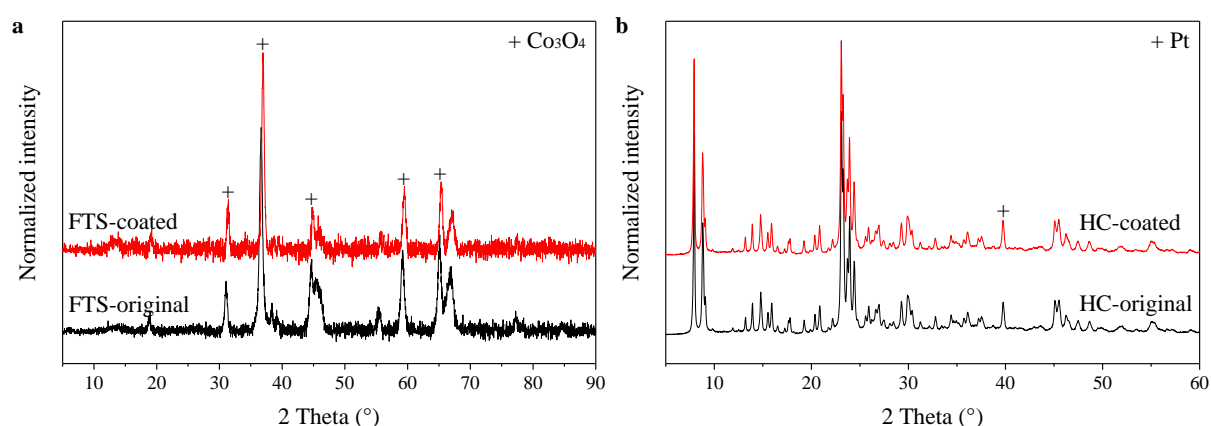 a
+ Co₃O₄
Normalized intensity
FTS-coated
FTS-original
10 20 30 40 50 60 70 80 90
2 Theta (°)
b
+ Pt
Normalized intensity
HC-coated
HC-original
10 20 30 40 50 60
2 Theta (°)